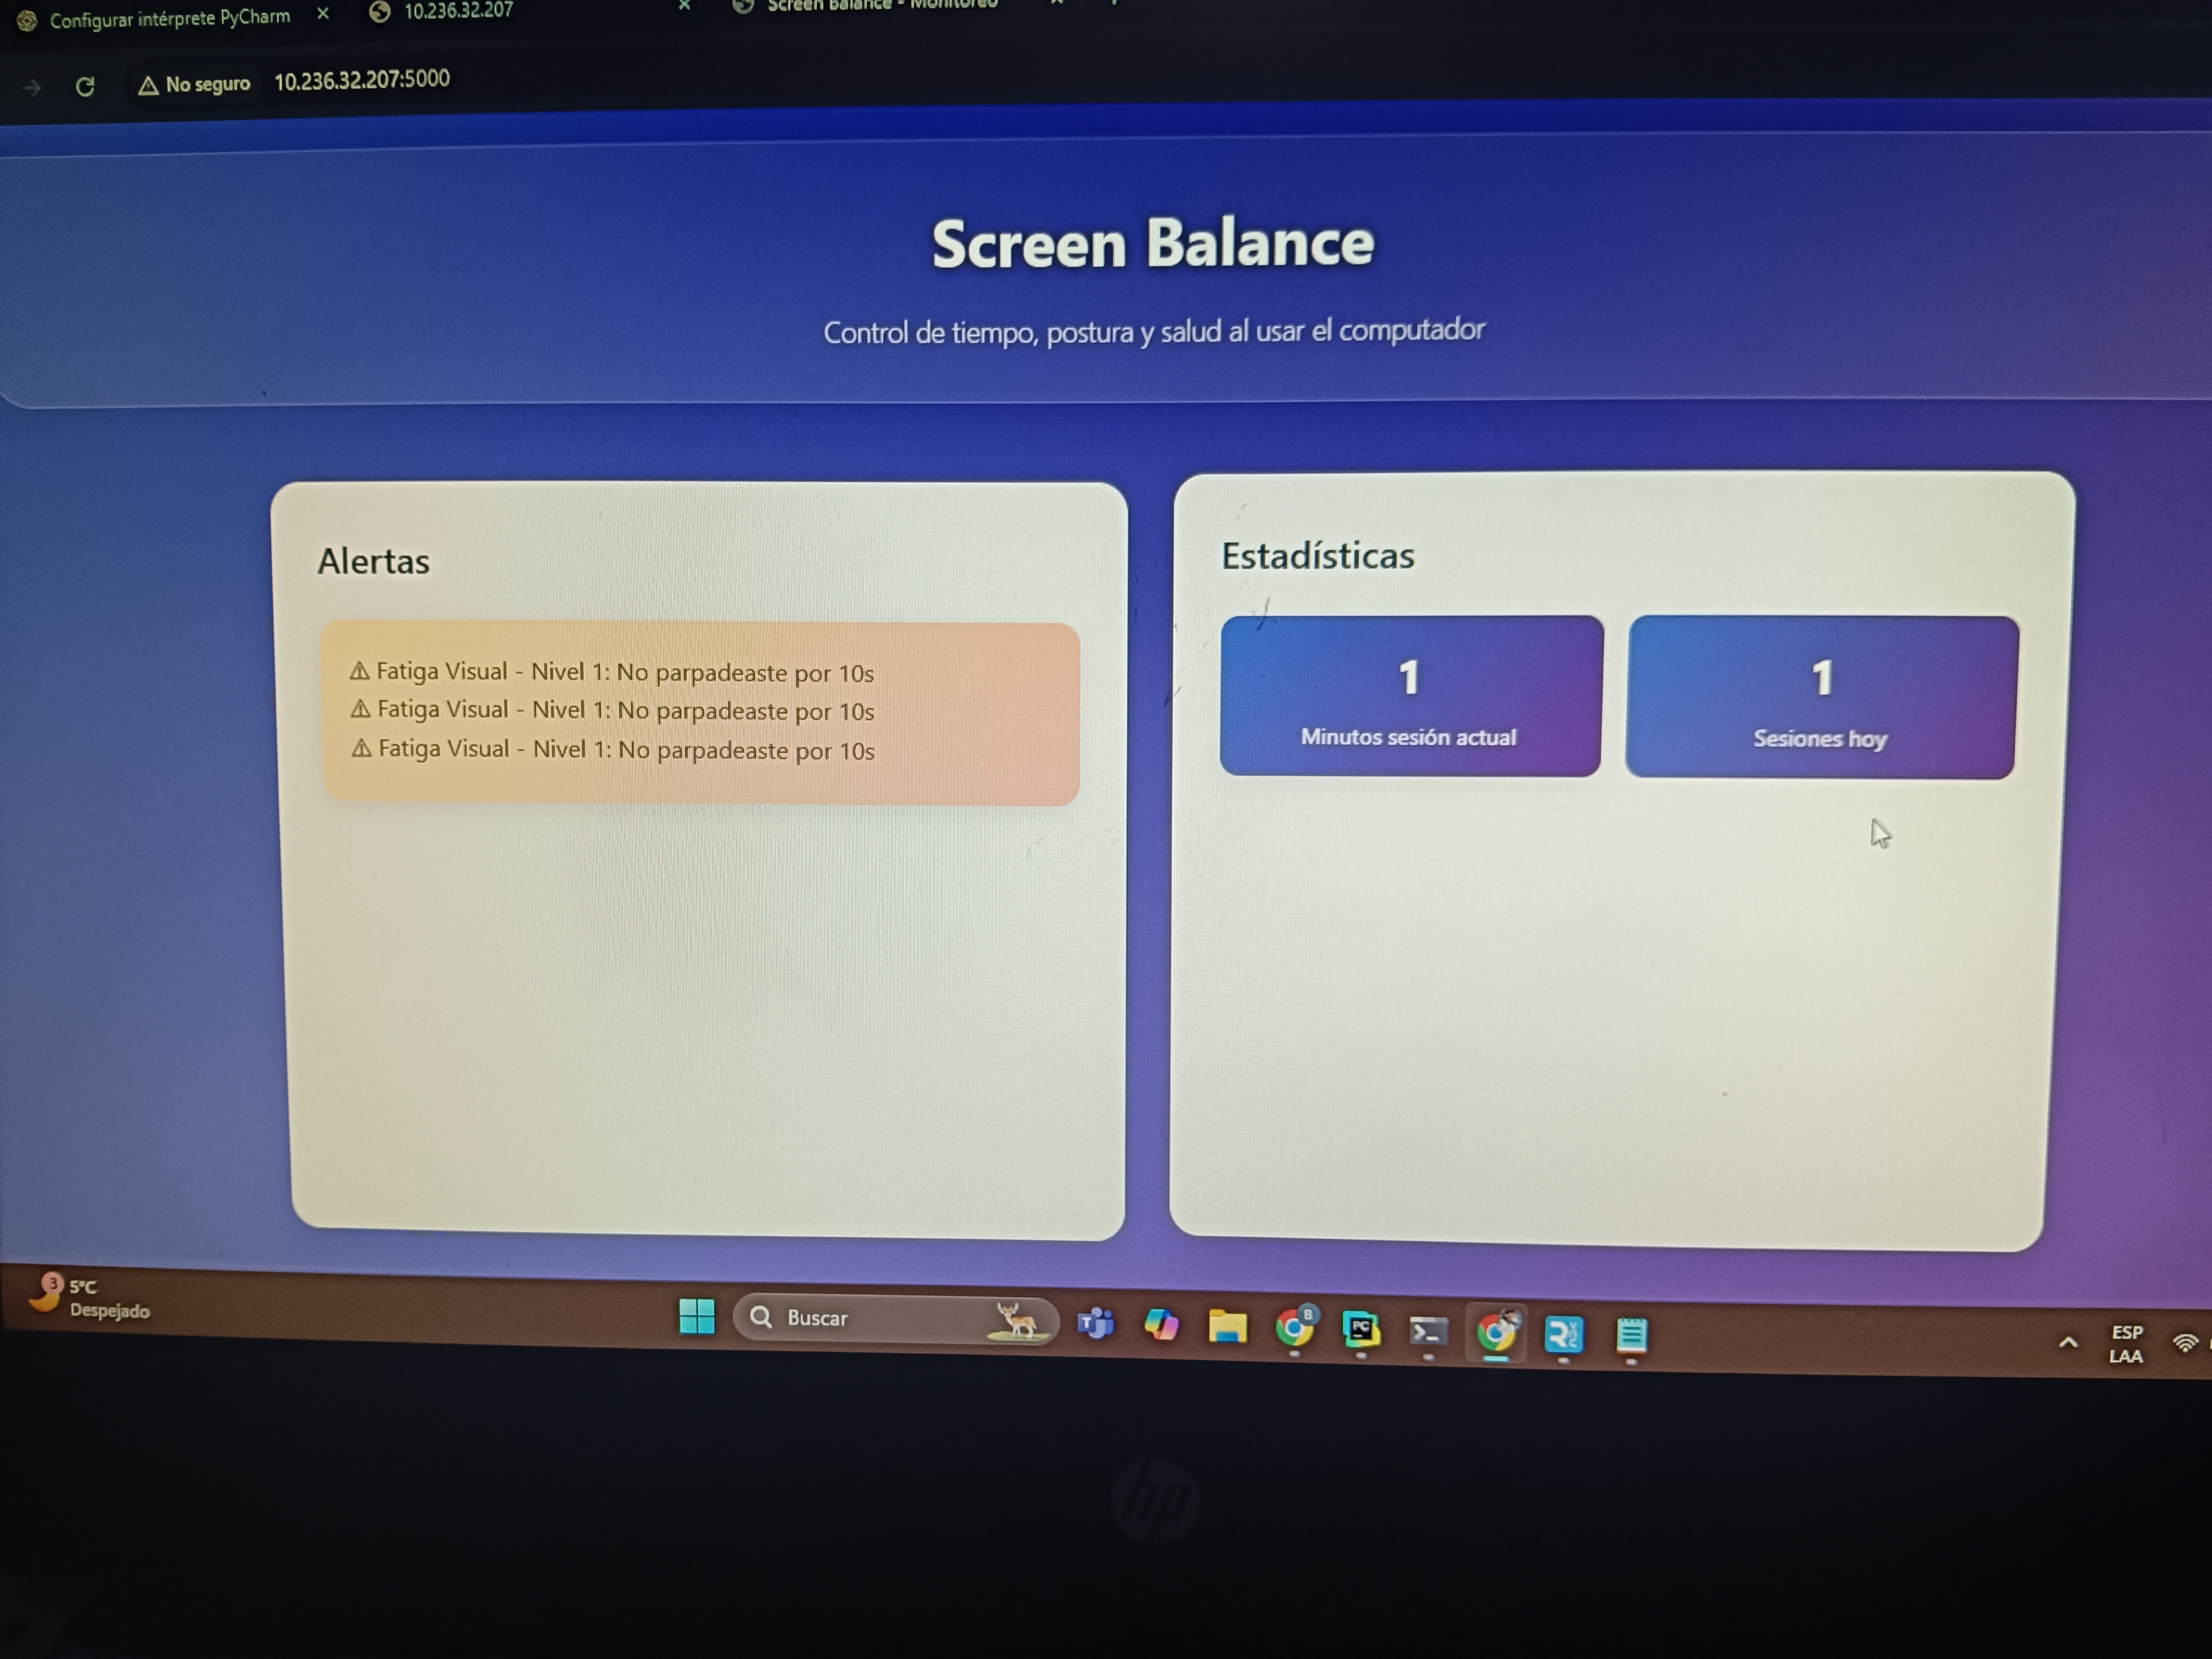 Configurar intérprete PyCharm
10.236.32.207
Screen Balance - Monitoreo
No seguro 10.236.32.207:5000
Screen Balance
Control de tiempo, postura y salud al usar el computador
Alertas
⚠ Fatiga Visual - Nivel 1: No parpadeaste por 10s
⚠ Fatiga Visual - Nivel 1: No parpadeaste por 10s
⚠ Fatiga Visual - Nivel 1: No parpadeaste por 10s
Estadísticas
1
Minutos sesión actual
1
Sesiones hoy
3
5°C
Despejado
Buscar
T
B
PC
ESP
LAA
hp